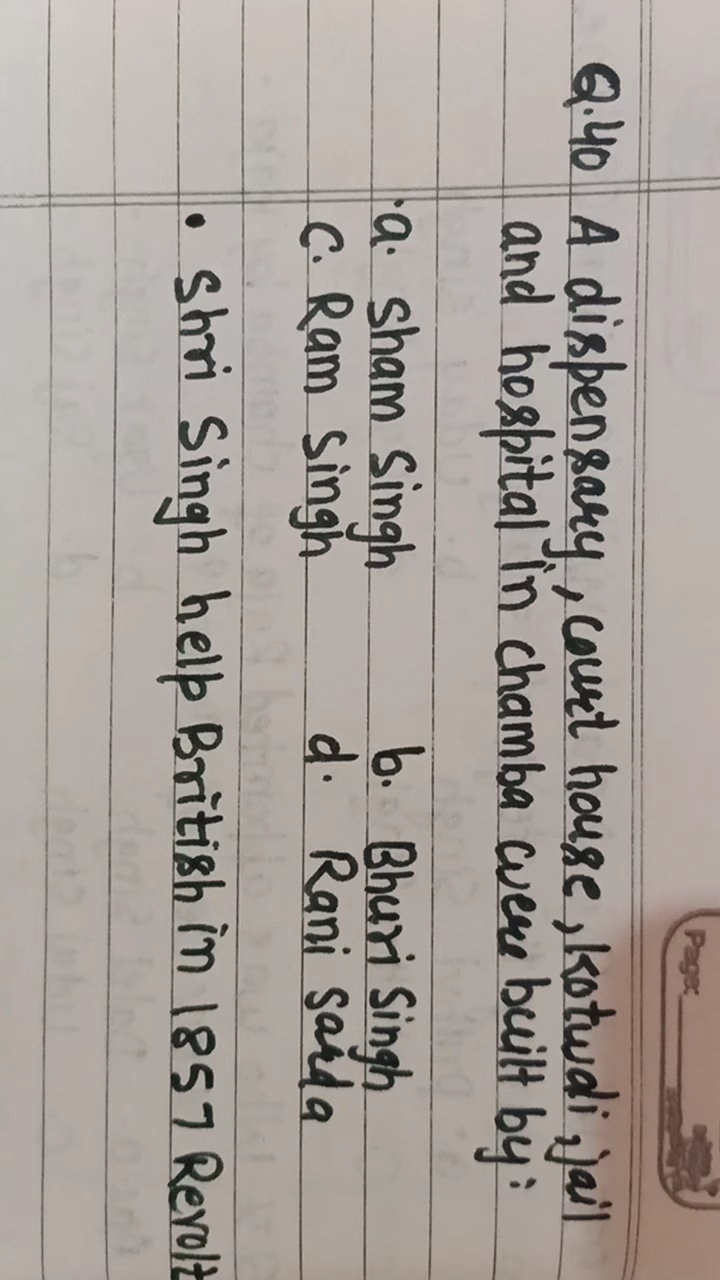 Page:
Q.40 A dispensary, court house, kotwali, jail
and hospital in chamba were built by:
a. Sham Singh b. Bhuri Singh
c. Ram Singh d. Rani Sarda
• Shri Singh help British in 1857 Revolt